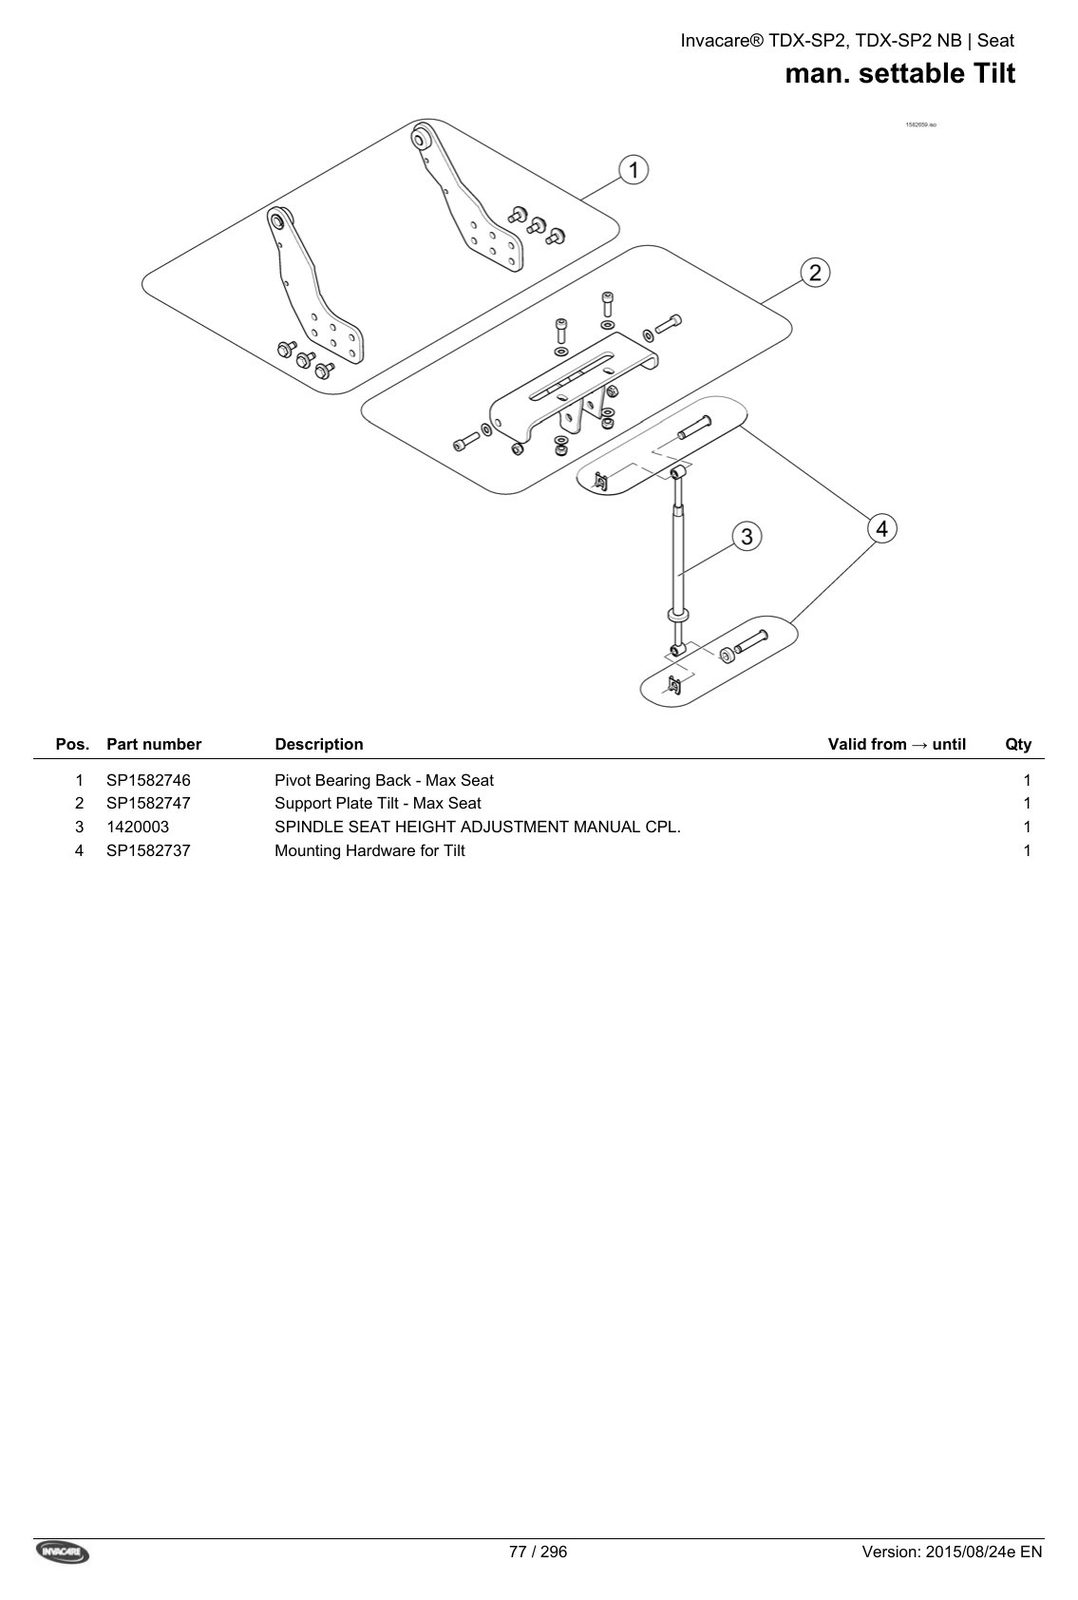 Invacare® TDX-SP2, TDX-SP2 NB | Seat
man. settable Tilt
1582659.iso
1
2
3
4
Pos. Part number Description Valid from → until Qty
1 SP1582746 Pivot Bearing Back - Max Seat 1
2 SP1582747 Support Plate Tilt - Max Seat 1
3 1420003 SPINDLE SEAT HEIGHT ADJUSTMENT MANUAL CPL. 1
4 SP1582737 Mounting Hardware for Tilt 1
INVACARE 77 / 296 Version: 2015/08/24e EN